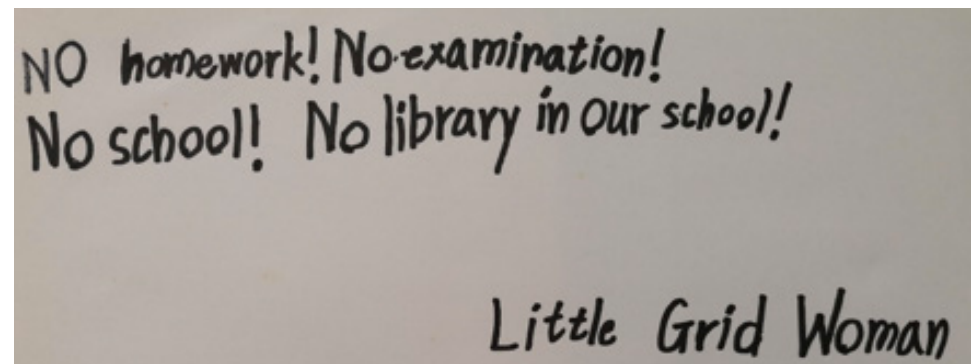 NO homework! No examination!
No school! No library in our school!
Little Grid Woman